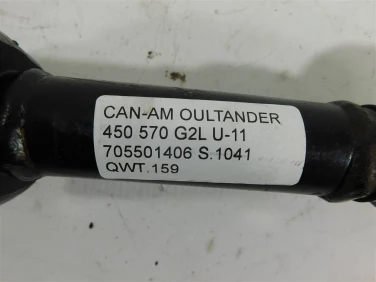 CAN-AM OULTANDER
450 570 G2L U-11
705501406 S.1041
QWT.159